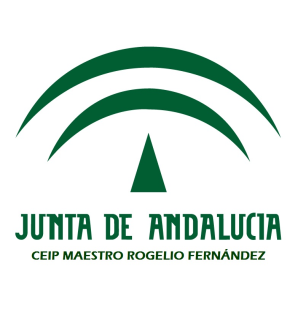 JUNTA DE ANDALUCIA
CEIP MAESTRO ROGELIO FERNÁNDEZ